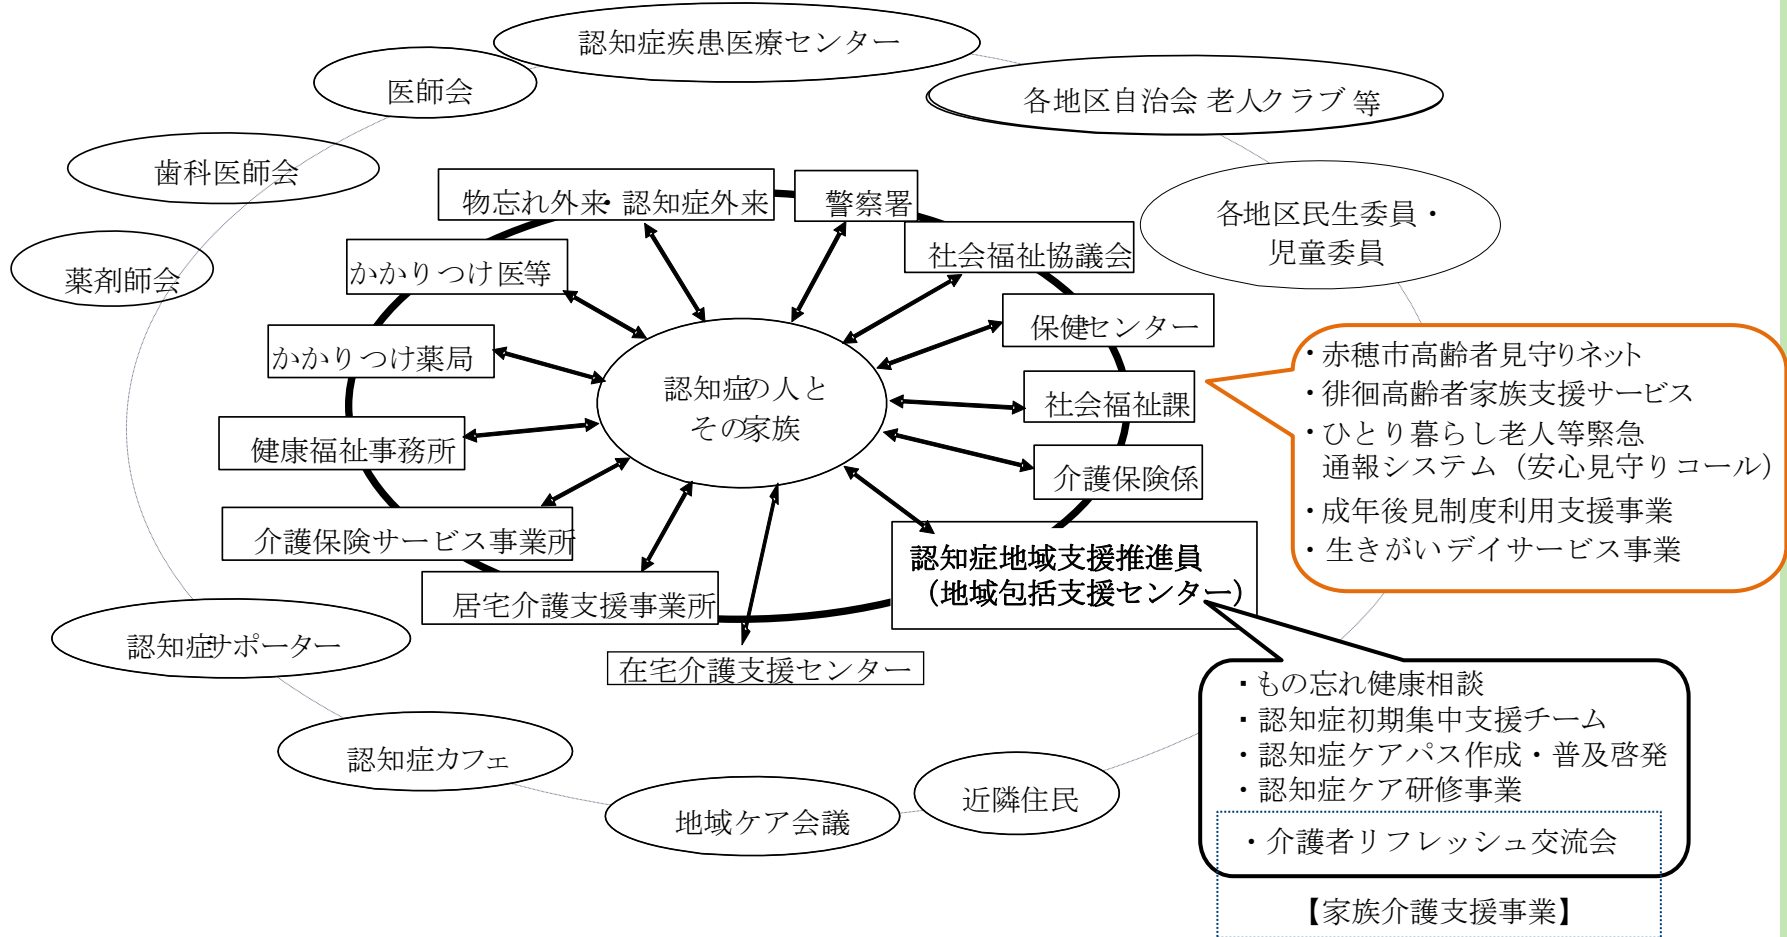 認知症疾患医療センター
医師会
各地区自治会 老人クラブ 等
歯科医師会
物忘れ外来・認知症外来
警察署
各地区民生委員・
児童委員
社会福祉協議会
薬剤師会
かかりつけ医等
保健センター
かかりつけ薬局
・赤穂市高齢者見守りネット
認知症の人と
その家族
・徘徊高齢者家族支援サービス
社会福祉課
・ひとり暮らし老人等緊急
通報システム（安心見守りコール）
健康福祉事務所
介護保険係
・成年後見制度利用支援事業
介護保険サービス事業所
・生きがいデイサービス事業
認知症地域支援推進員
（地域包括支援センター）
居宅介護支援事業所
認知症サポーター
在宅介護支援センター
・もの忘れ健康相談
・認知症初期集中支援チーム
・認知症ケアパス作成・普及啓発
・認知症ケア研修事業
認知症カフェ
近隣住民
地域ケア会議
・介護者リフレッシュ交流会
【家族介護支援事業】